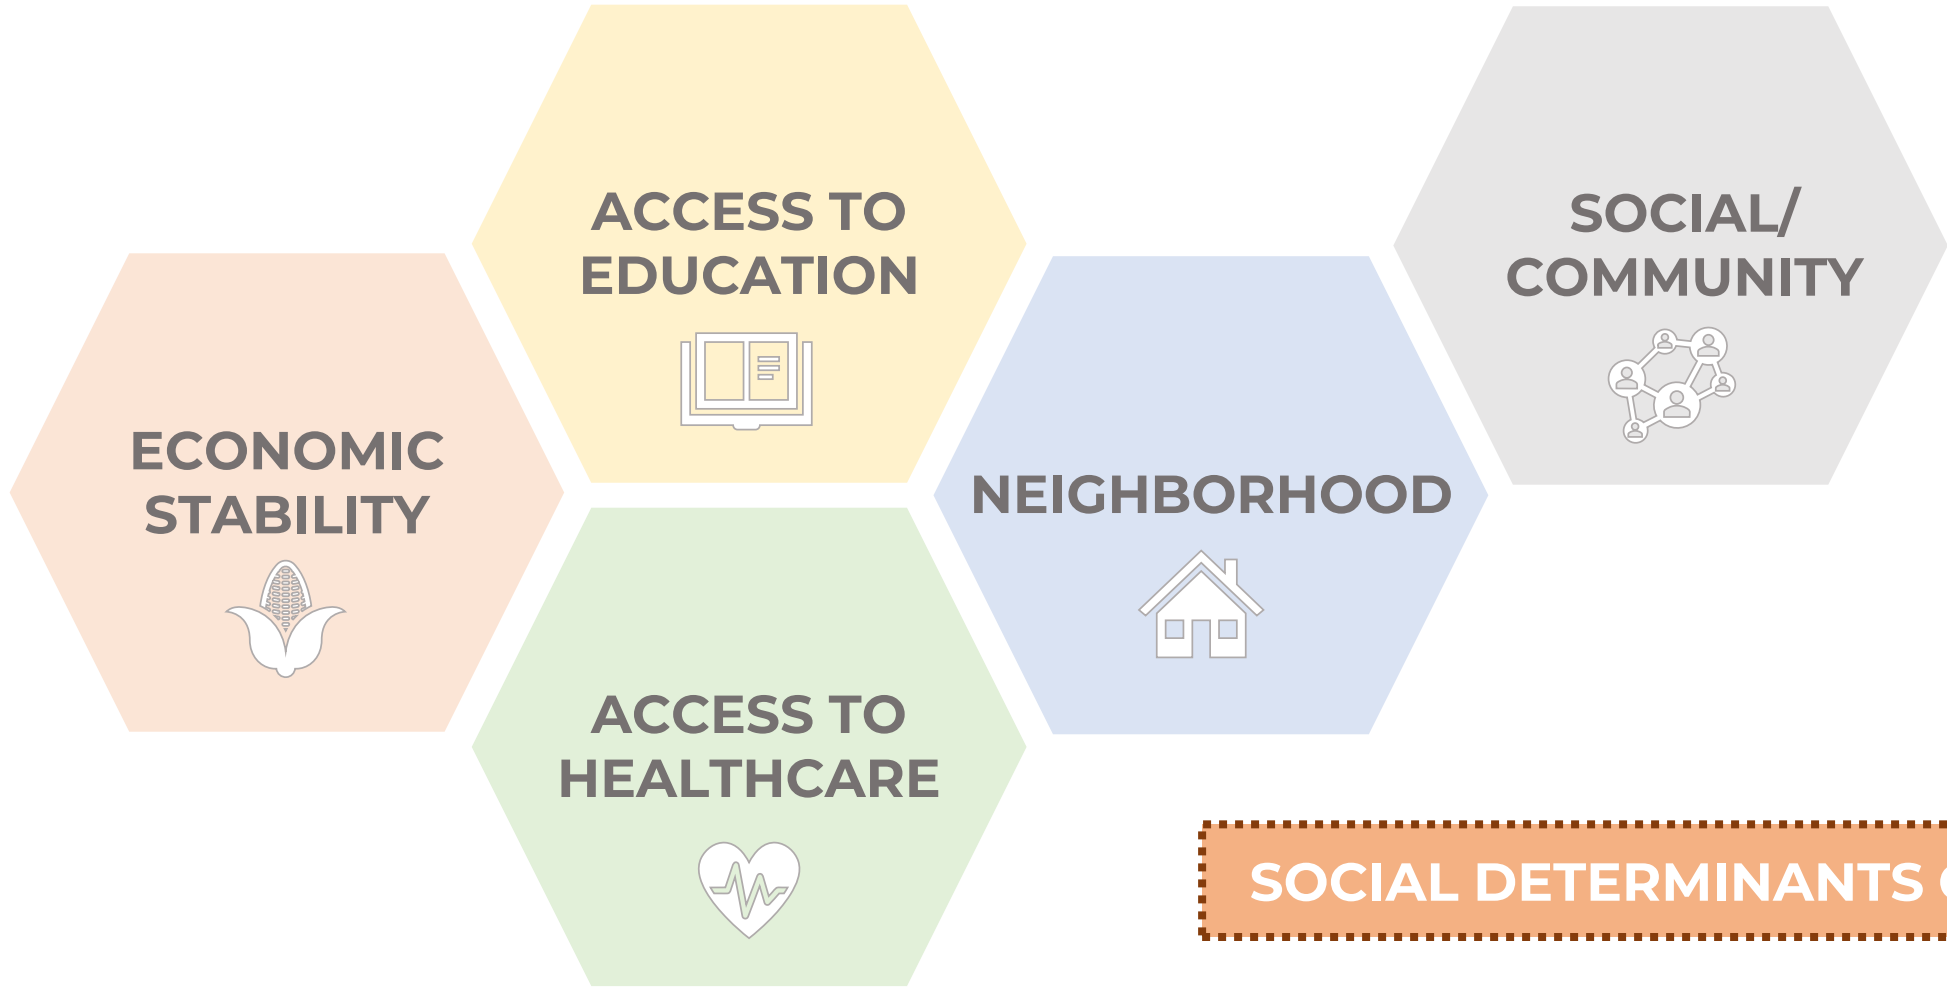 ECONOMIC
STABILITY
ACCESS TO
EDUCATION
ACCESS TO
HEALTHCARE
NEIGHBORHOOD
SOCIAL/
COMMUNITY
SOCIAL DETERMINANTS